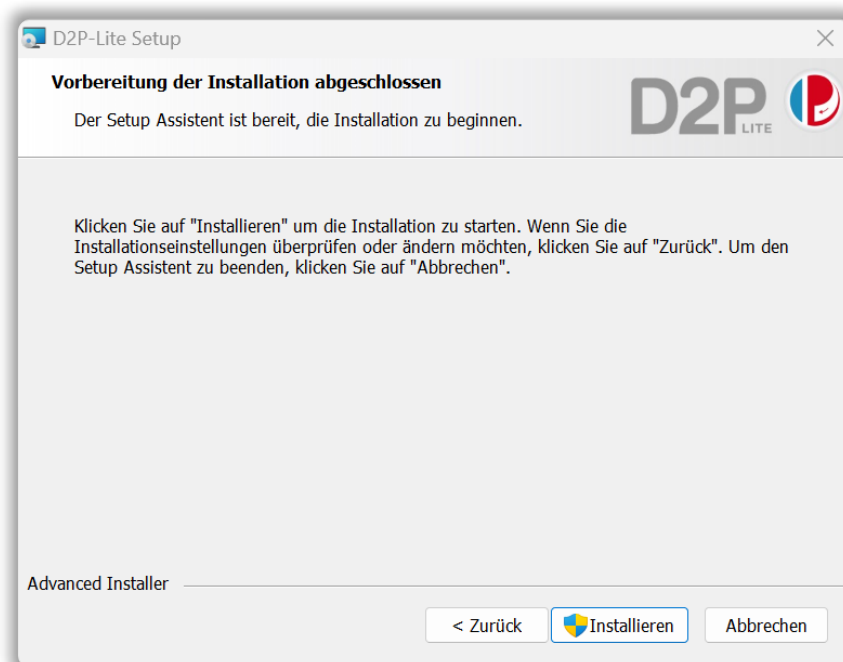 D2P-Lite Setup
Vorbereitung der Installation abgeschlossen
Der Setup Assistent ist bereit, die Installation zu beginnen.
D2P
LITE
Klicken Sie auf "Installieren" um die Installation zu starten. Wenn Sie die
Installationseinstellungen überprüfen oder ändern möchten, klicken Sie auf "Zurück". Um den
Setup Assistent zu beenden, klicken Sie auf "Abbrechen".
Advanced Installer
< Zurück Installieren Abbrechen